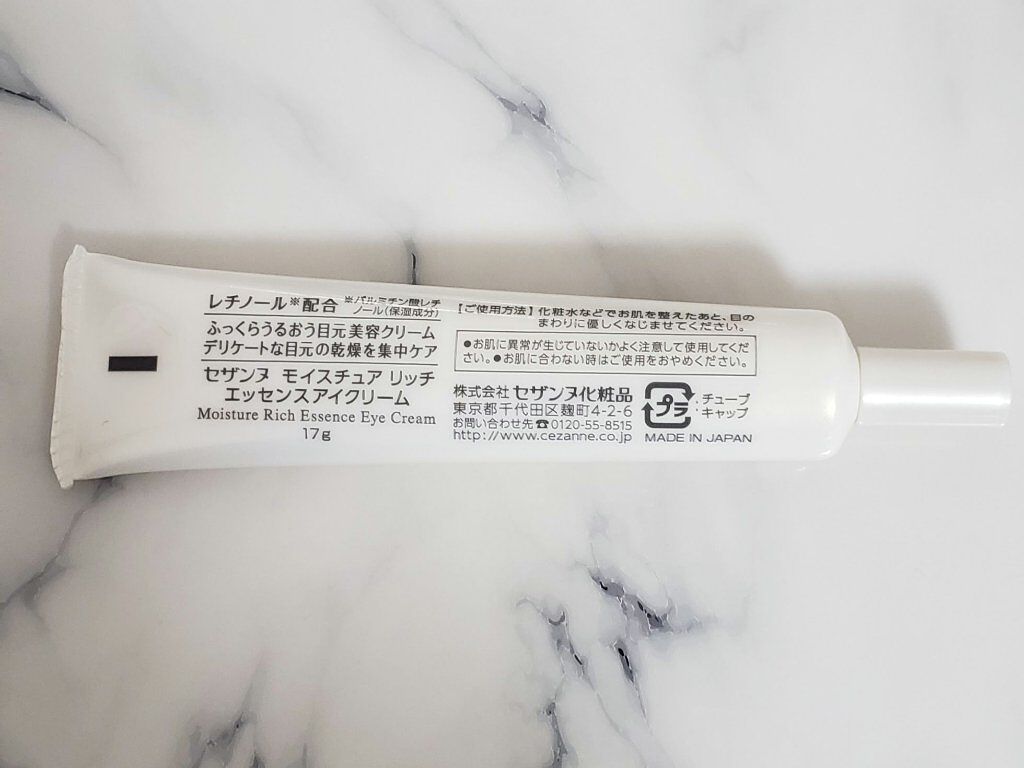 レチノール※配合 ※パルミチン酸レチ
ノール(保湿成分)
ふっくらうるおう目元美容クリーム
デリケートな目元の乾燥を集中ケア
セザンヌ モイスチュア リッチ
エッセンスアイクリーム
Moisture Rich Essence Eye Cream
17g
【ご使用方法】化粧水などでお肌を整えたあと、目の
まわりに優しくなじませてください。
●お肌に異常が生じていないかよく注意して使用してくだ
さい。●お肌に合わない時はご使用をおやめください。
株式会社 セザンヌ化粧品
東京都千代田区麹町4-2-6
お問い合わせ先☎0120-55-8515
http://www.cezanne.co.jp
プラ
:チューブ
:キャップ
MADE IN JAPAN